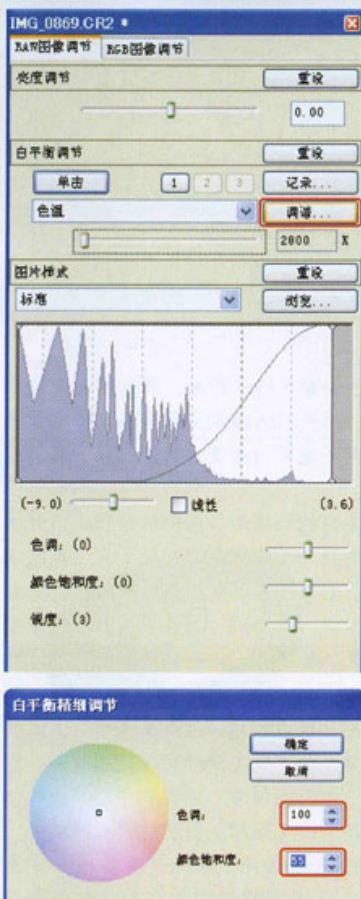 IMG_0869.CR2 *
RAW图像调节 RGB图像调节
亮度调节 重设
0.00
白平衡调节 重设
单击 1 2 3 记录...
色温 调谐...
2800 K
图片样式 重设
标准 浏览...
(-9.0) 线性 (3.6)
色调: (0)
颜色饱和度: (0)
锐度: (3)
白平衡精细调节
确定
取消
色调: 100
颜色饱和度: 55